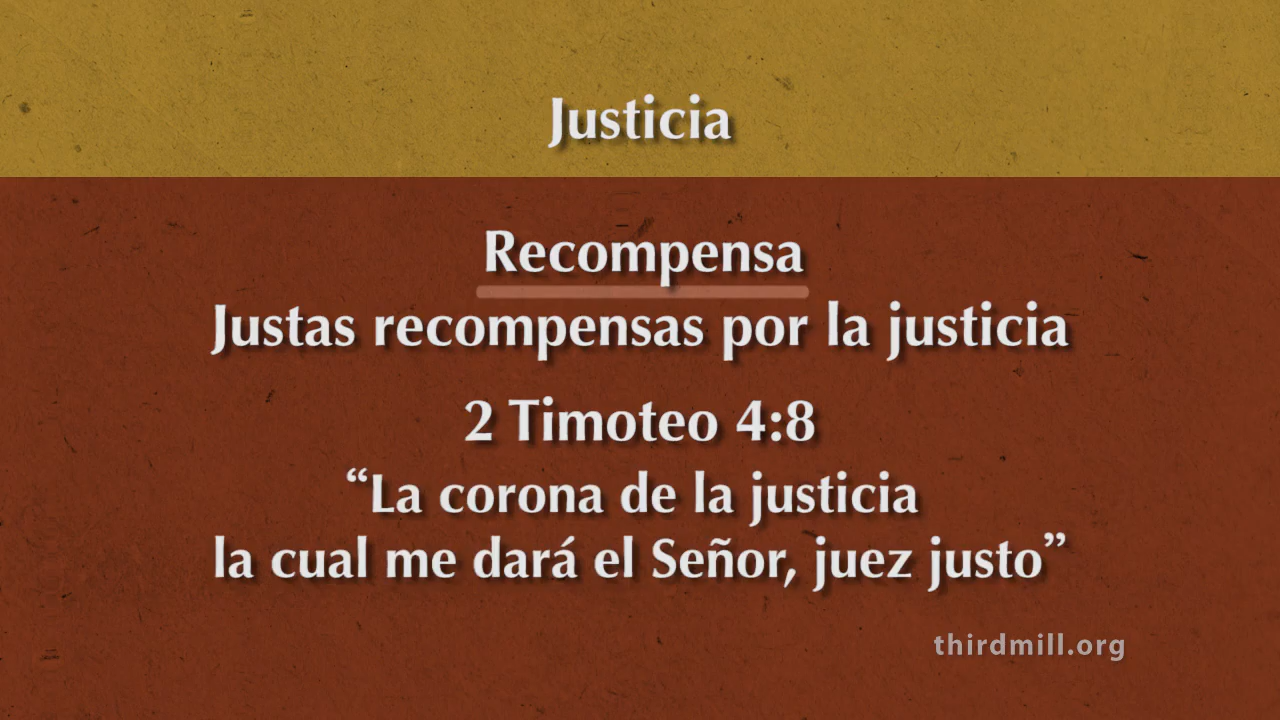 Justicia
Recompensa
Justas recompensas por la justicia
2 Timoteo 4:8
“La corona de la justicia
la cual me dará el Señor, juez justo”
thirdmill.org